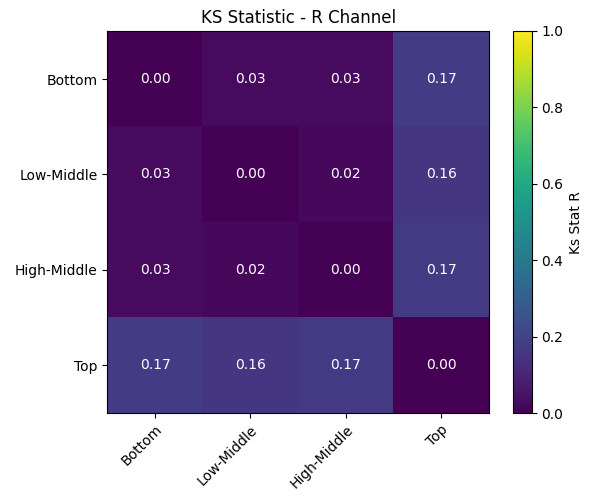 KS Statistic - R Channel
Bottom 0.00 0.03 0.03 0.17
Low-Middle 0.03 0.00 0.02 0.16
High-Middle 0.03 0.02 0.00 0.17
Top 0.17 0.16 0.17 0.00
Bottom Low-Middle High-Middle Top
1.0
0.8
0.6
0.4
0.2
0.0
Ks Stat R